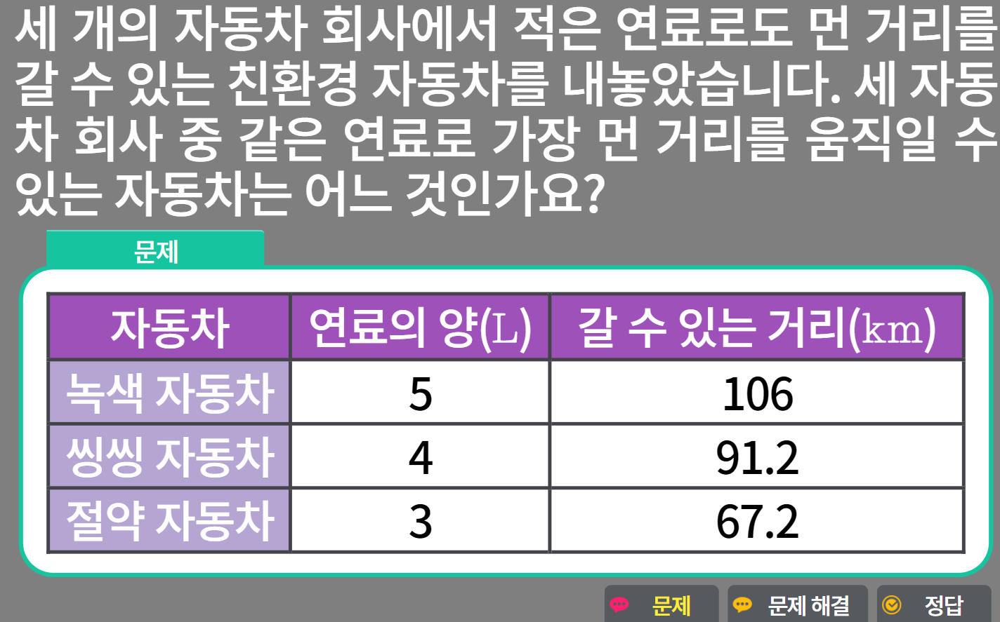 세 개의 자동차 회사에서 적은 연료로도 먼 거리를
갈 수 있는 친환경 자동차를 내놓았습니다. 세 자동
차 회사 중 같은 연료로 가장 먼 거리를 움직일 수
있는 자동차는 어느 것인가요?
문제
자동차 연료의 양(L) 갈 수 있는 거리(km)
녹색 자동차 5 106
씽씽 자동차 4 91.2
절약 자동차 3 67.2
문제 문제 해결 정답